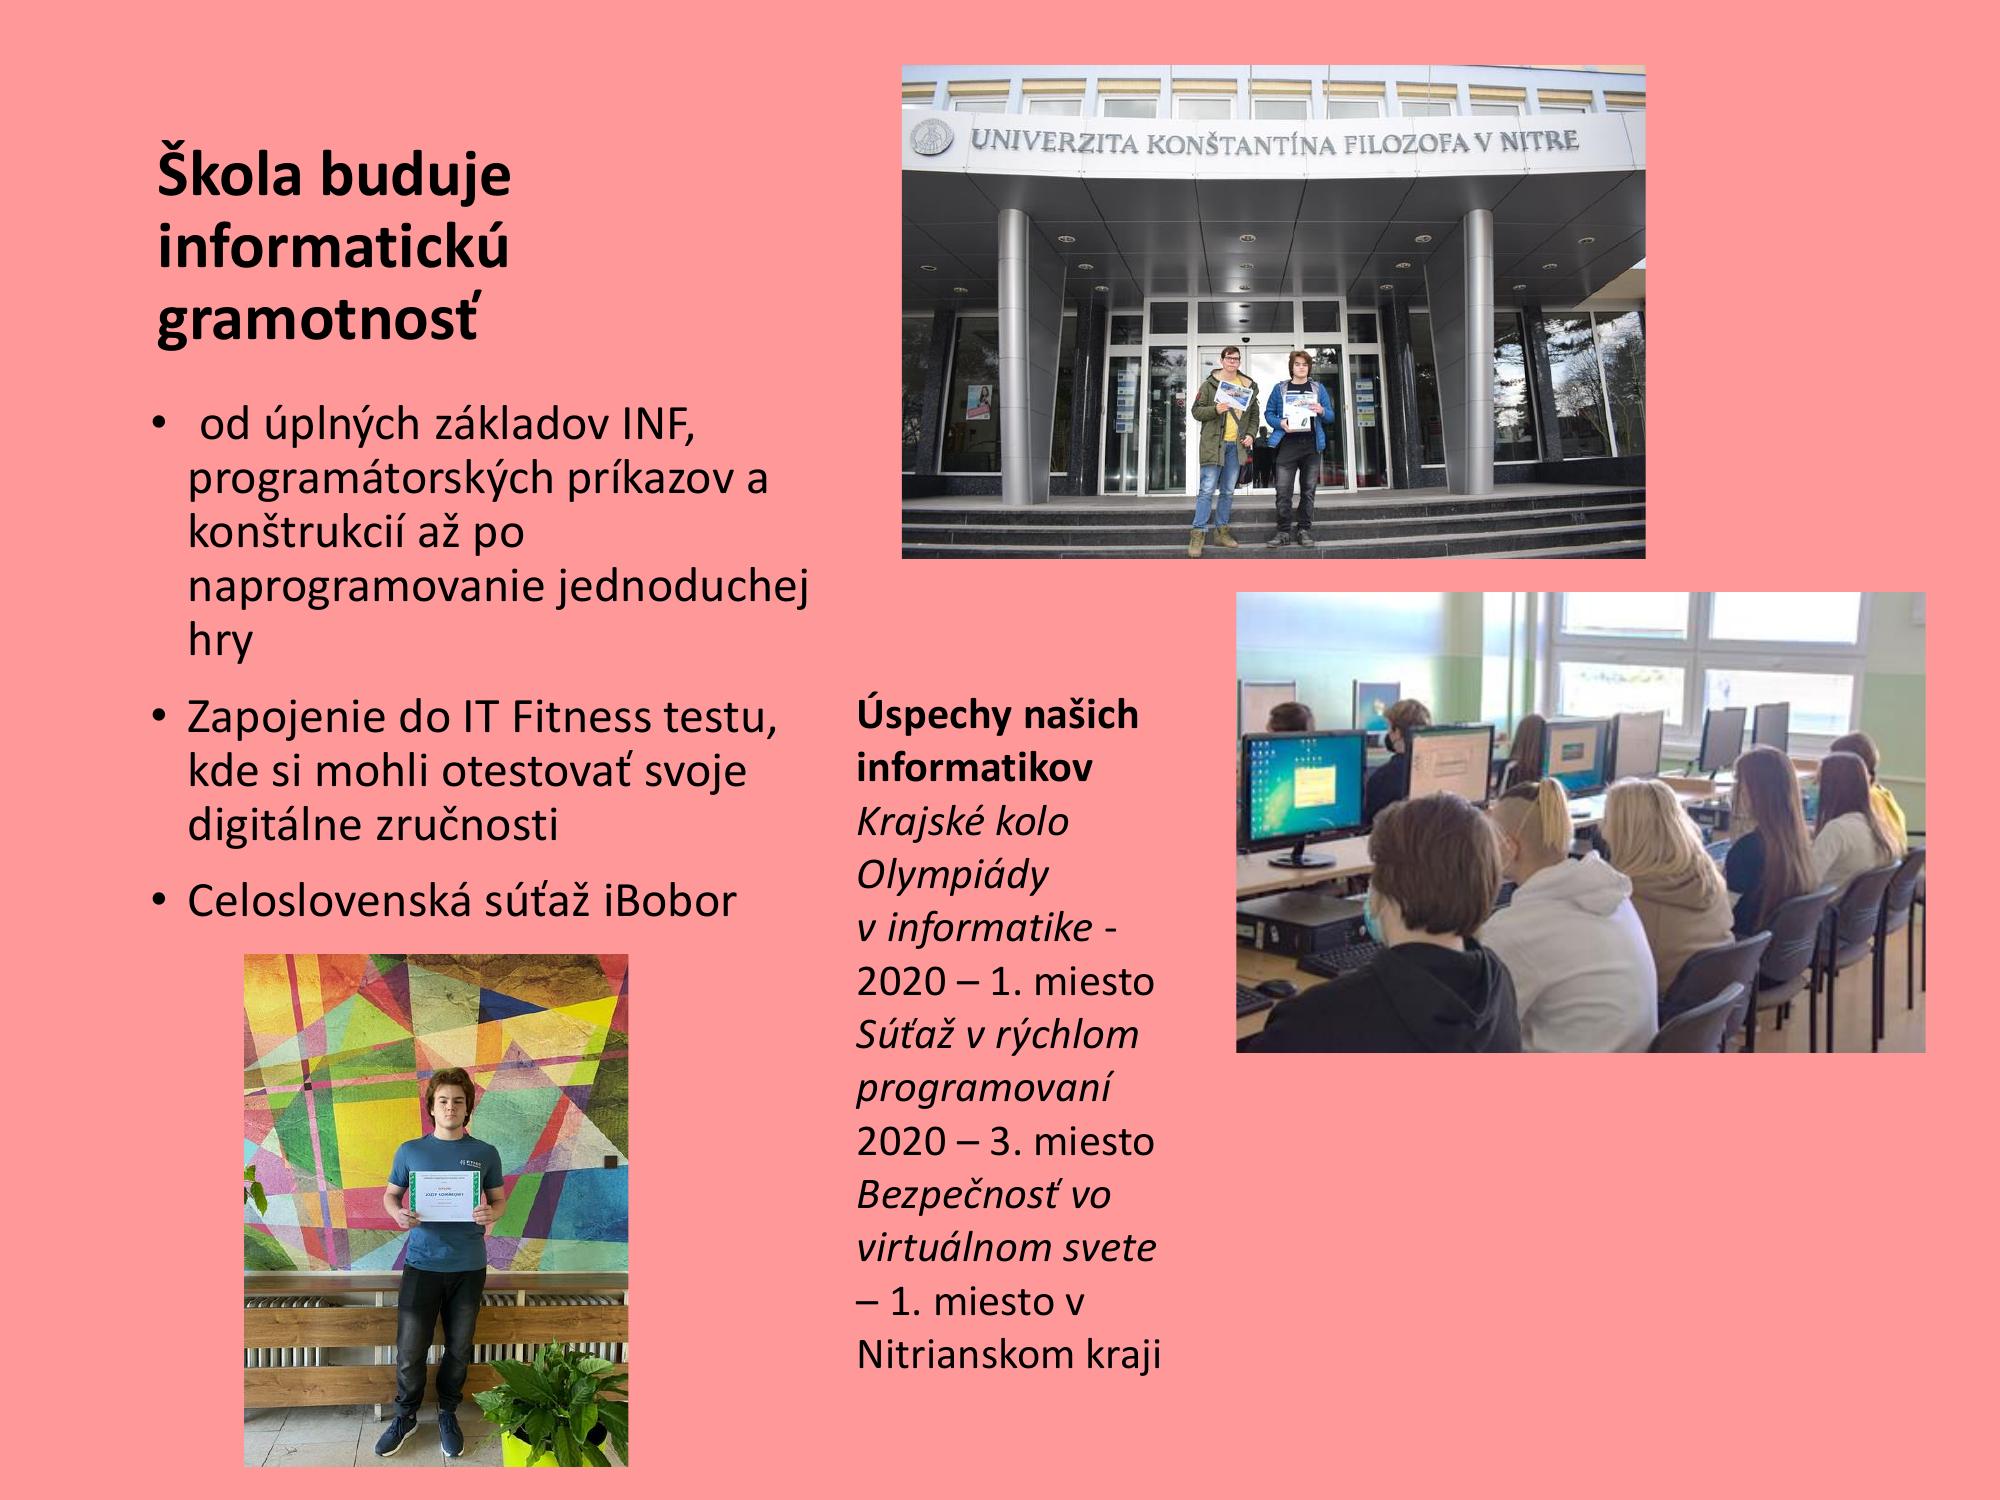 Škola buduje
informatickú
gramotnosť
• od úplných základov INF,
programátorských príkazov a
konštrukcií až po
naprogramovanie jednoduchej
hry
• Zapojenie do IT Fitness testu,
kde si mohli otestovať svoje
digitálne zručnosti
• Celoslovenská súťaž iBobor
UNIVERZITA KONŠTANTÍNA FILOZOFA V NITRE
Úspechy našich
informatikov
Krajské kolo
Olympiády
v informatike -
2020 – 1. miesto
Súťaž v rýchlom
programovaní
2020 – 3. miesto
Bezpečnosť vo
virtuálnom svete
– 1. miesto v
Nitrianskom kraji